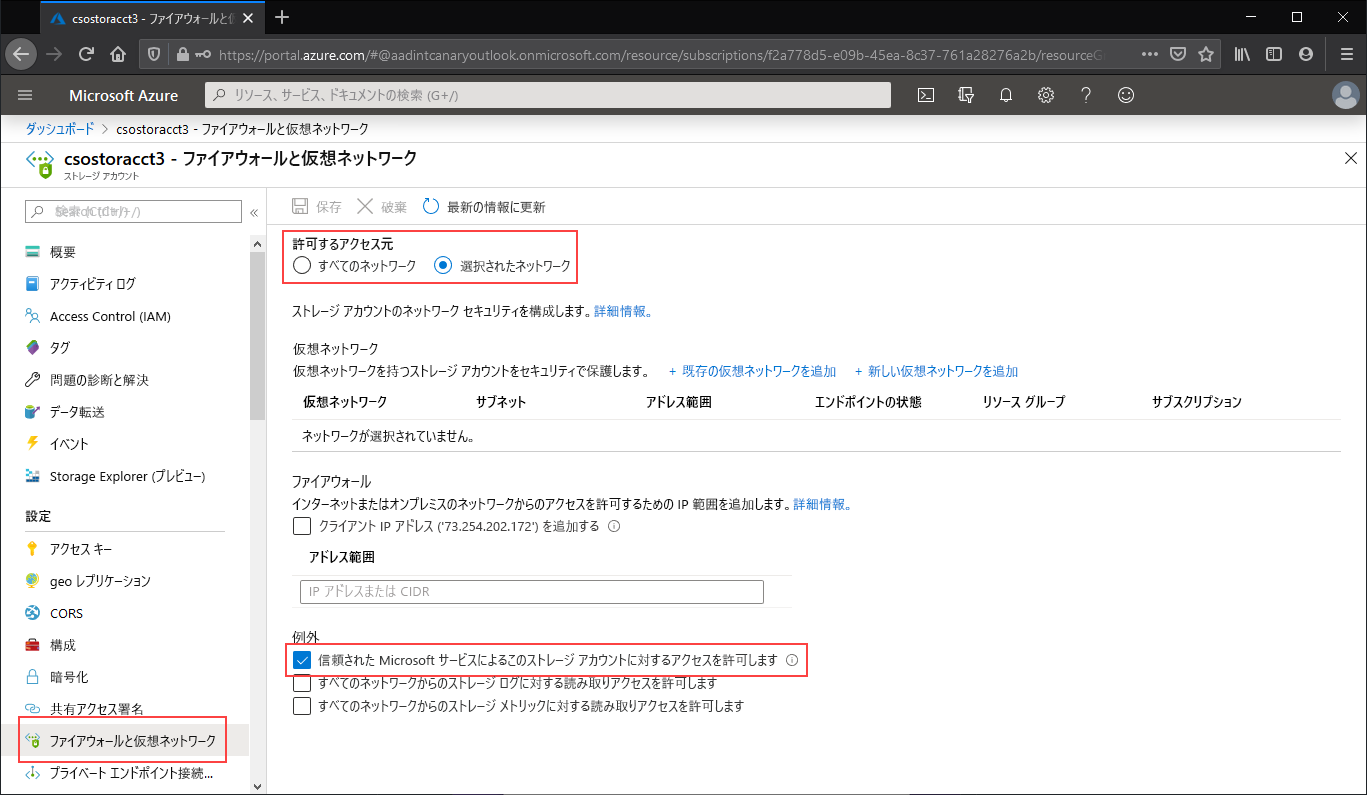 csostoracct3 - ファイアウォールと仮
https://portal.azure.com/#@aadintcanaryoutlook.onmicrosoft.com/resource/subscriptions/f2a778d5-e09b-45ea-8c37-761a28276a2b/resourceG
Microsoft Azure
リソース、サービス、ドキュメントの検索 (G+/)
ダッシュボード > csostoracct3 - ファイアウォールと仮想ネットワーク
csostoracct3 - ファイアウォールと仮想ネットワーク
ストレージ アカウント
«
概要
アクティビティ ログ
Access Control (IAM)
タグ
問題の診断と解決
データ転送
イベント
Storage Explorer (プレビュー)
設定
アクセス キー
geo レプリケーション
CORS
構成
暗号化
共有アクセス署名
ファイアウォールと仮想ネットワーク
プライベート エンドポイント接続...
保存 破棄 最新の情報に更新
許可するアクセス元
すべてのネットワーク 選択されたネットワーク
ストレージ アカウントのネットワーク セキュリティを構成します。詳細情報。
仮想ネットワーク
仮想ネットワークを持つストレージ アカウントをセキュリティで保護します。 + 既存の仮想ネットワークを追加 + 新しい仮想ネットワークを追加
仮想ネットワーク サブネット アドレス範囲 エンドポイントの状態 リソース グループ サブスクリプション
ネットワークが選択されていません。
ファイアウォール
インターネットまたはオンプレミスのネットワークからのアクセスを許可するための IP 範囲を追加します。詳細情報。
クライアント IP アドレス ('73.254.202.172') を追加する
アドレス範囲
IP アドレスまたは CIDR
例外
信頼された Microsoft サービスによるこのストレージ アカウントに対するアクセスを許可します
すべてのネットワークからのストレージ ログに対する読み取りアクセスを許可します
すべてのネットワークからのストレージ メトリックに対する読み取りアクセスを許可します